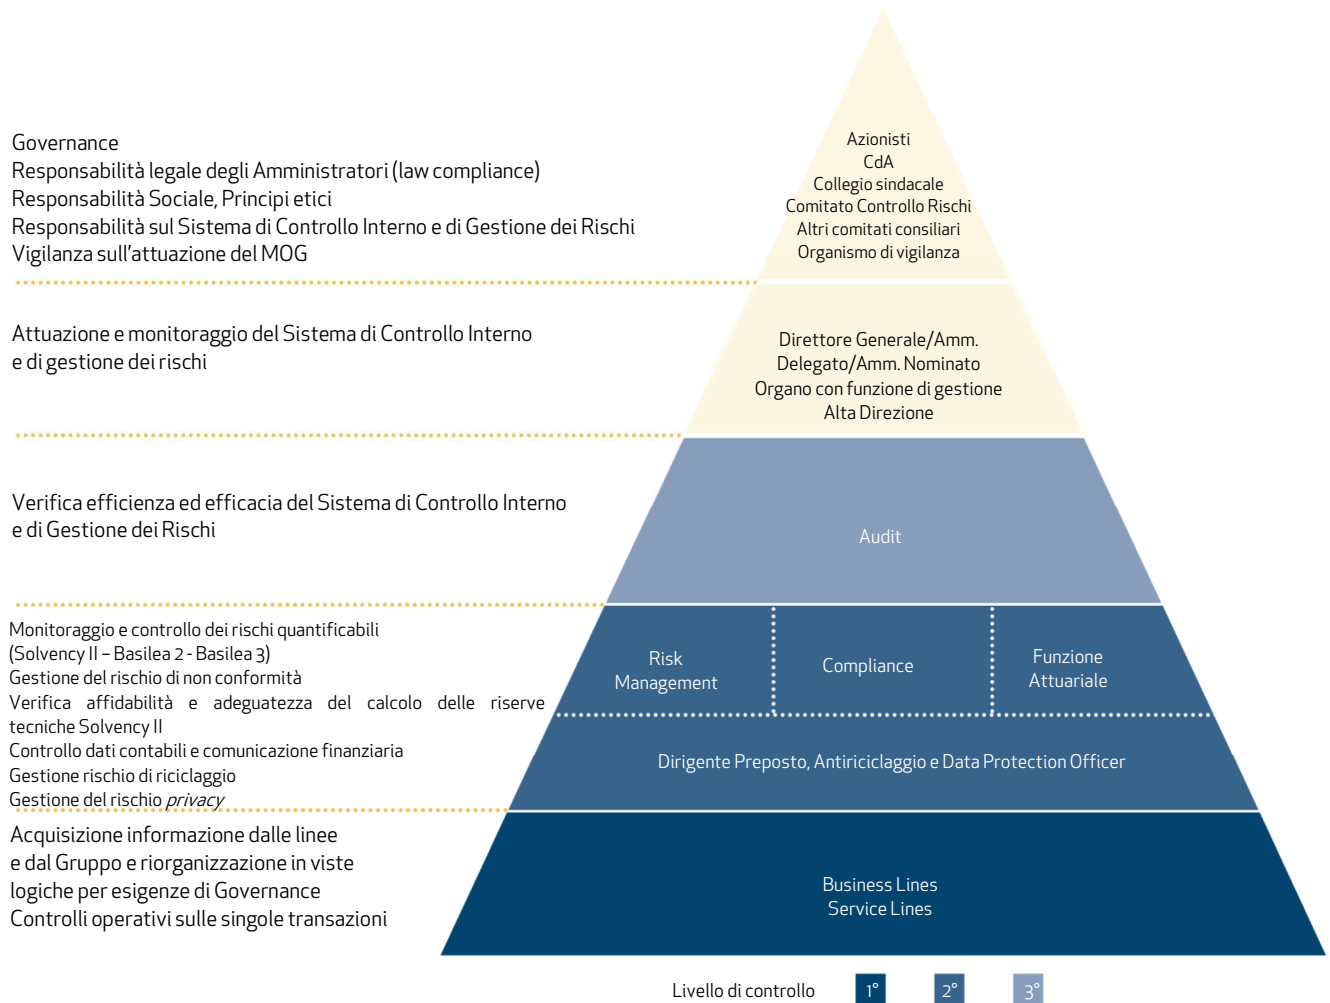 Governance
Responsabilità legale degli Amministratori (law compliance)
Responsabilità Sociale, Principi etici
Responsabilità sul Sistema di Controllo Interno e di Gestione dei Rischi
Vigilanza sull'attuazione del MOG
Azionisti
CdA
Collegio sindacale
Comitato Controllo Rischi
Altri comitati consiliari
Organismo di vigilanza
Attuazione e monitoraggio del Sistema di Controllo Interno
e di gestione dei rischi
Direttore Generale/Amm.
Delegato/Amm. Nominato
Organo con funzione di gestione
Alta Direzione
Verifica efficienza ed efficacia del Sistema di Controllo Interno
e di Gestione dei Rischi
Audit
Monitoraggio e controllo dei rischi quantificabili
(Solvency II – Basilea 2 - Basilea 3)
Gestione del rischio di non conformità
Verifica affidabilità e adeguatezza del calcolo delle riserve
tecniche Solvency II
Controllo dati contabili e comunicazione finanziaria
Gestione rischio di riciclaggio
Gestione del rischio privacy
Risk
Management
Compliance
Funzione
Attuariale
Dirigente Preposto, Antiriciclaggio e Data Protection Officer
Acquisizione informazione dalle linee
e dal Gruppo e riorganizzazione in viste
logiche per esigenze di Governance
Controlli operativi sulle singole transazioni
Business Lines
Service Lines
Livello di controllo 1° 2° 3°